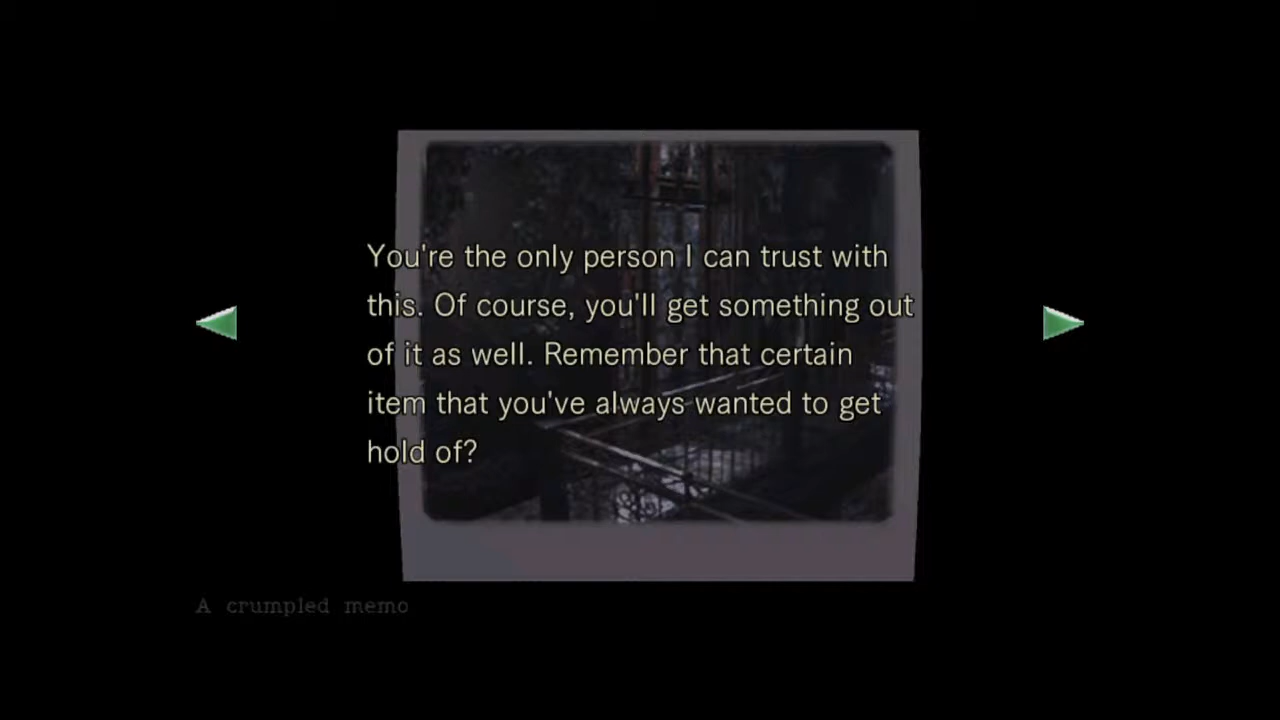 You're the only person I can trust with
this. Of course, you'll get something out
of it as well. Remember that certain
item that you've always wanted to get
hold of?
A crumpled memo